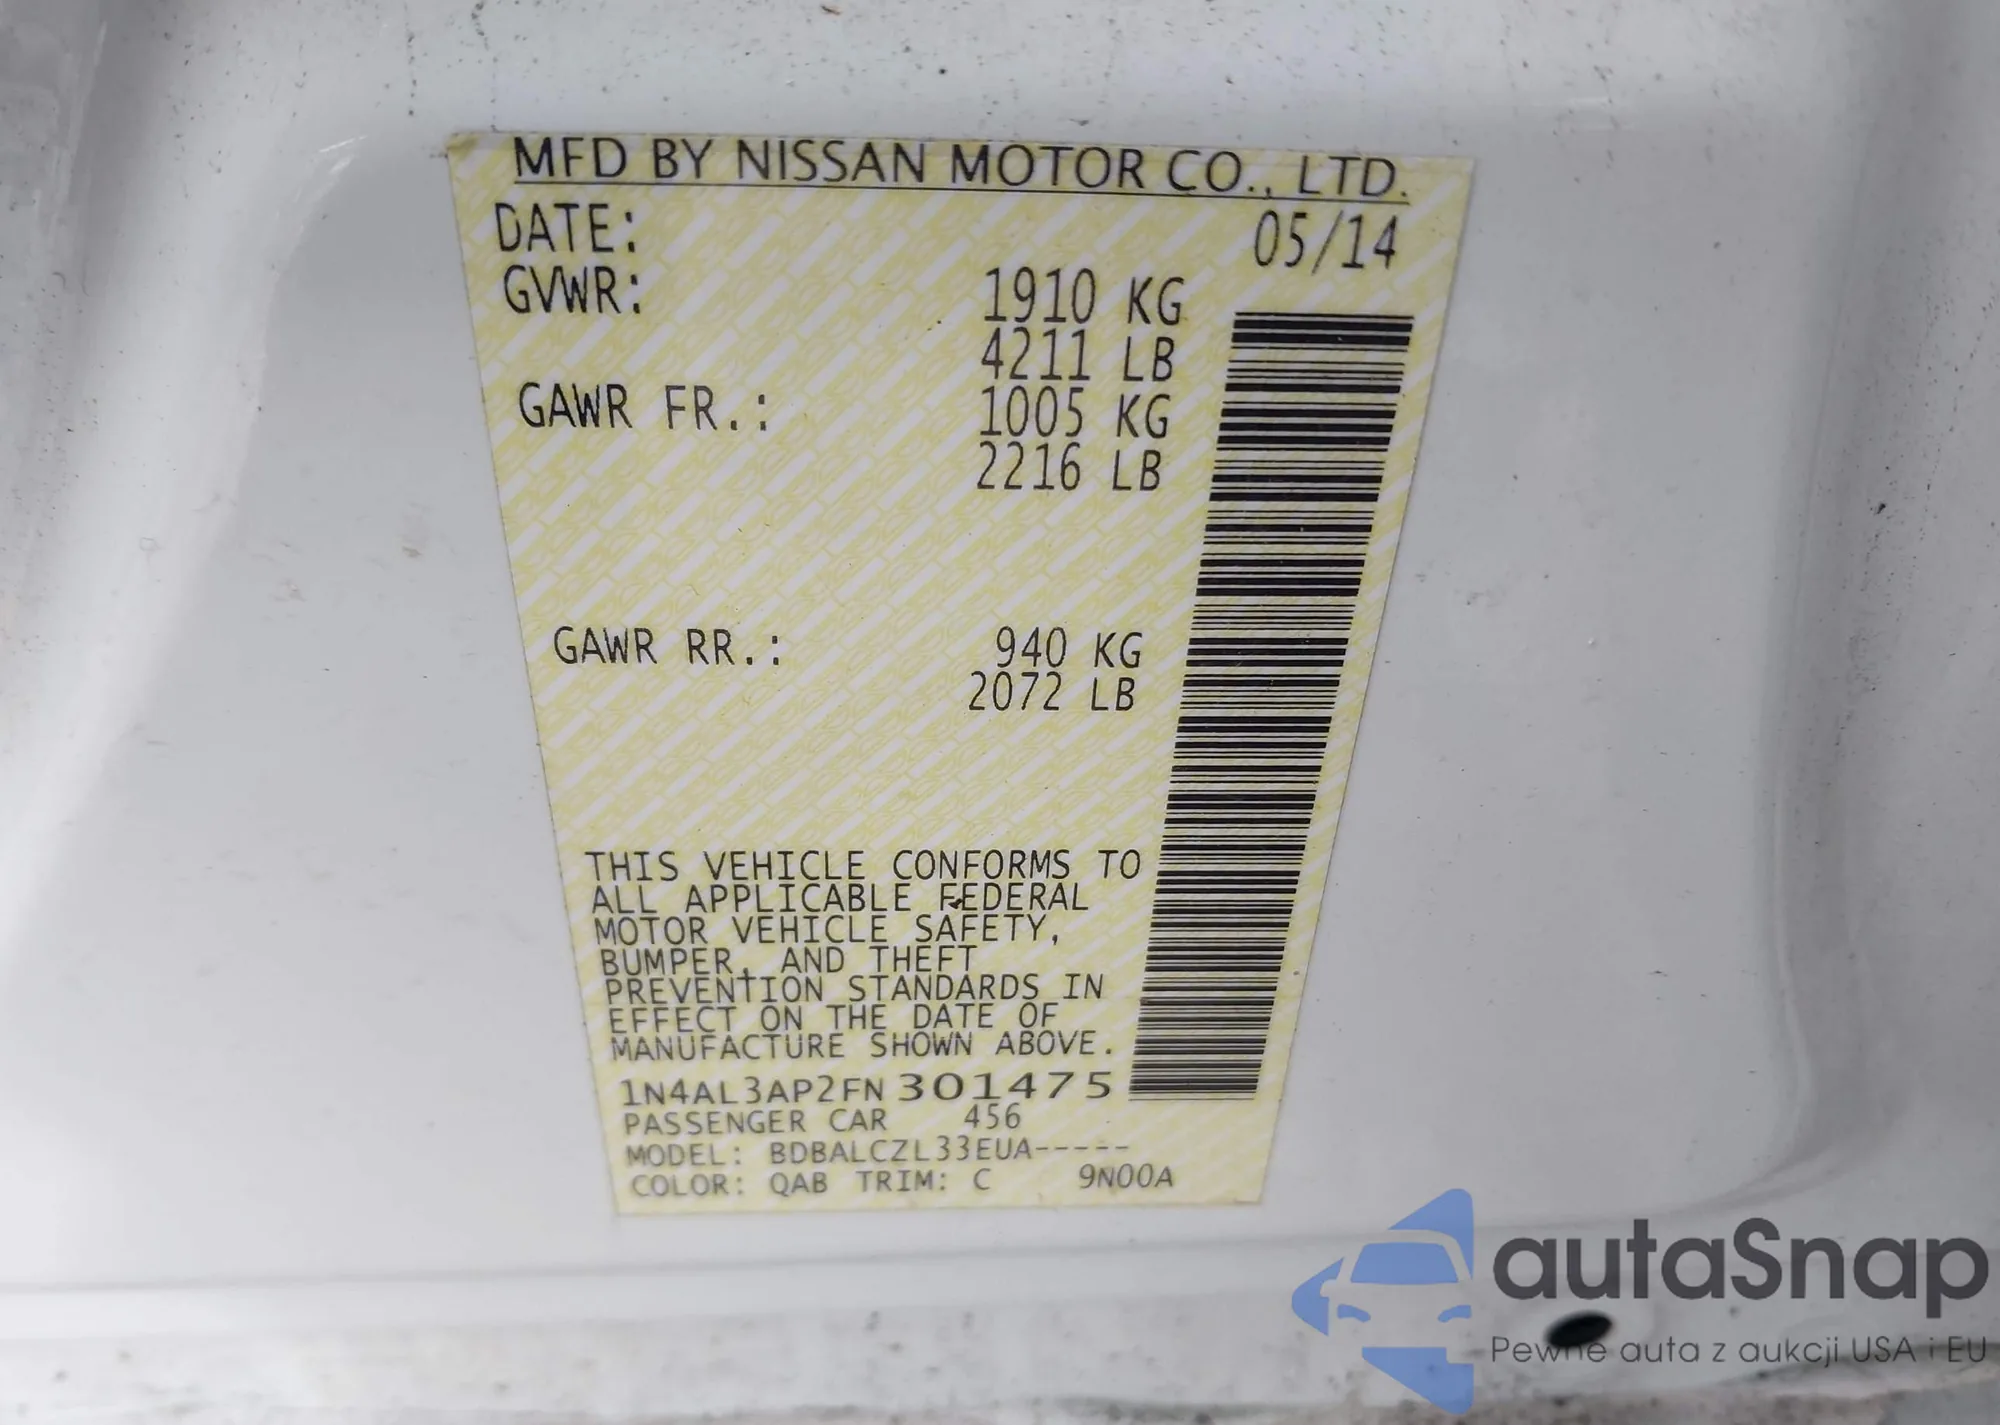 MFD BY NISSAN MOTOR CO., LTD.
DATE: 05/14
GVWR: 1910 KG
4211 LB
GAWR FR.: 1005 KG
2216 LB
GAWR RR.: 940 KG
2072 LB
THIS VEHICLE CONFORMS TO
ALL APPLICABLE FEDERAL
MOTOR VEHICLE SAFETY,
BUMPER, AND THEFT
PREVENTION STANDARDS IN
EFFECT ON THE DATE OF
MANUFACTURE SHOWN ABOVE.
1N4AL3AP2FN301475
PASSENGER CAR 456
MODEL: BDBALCZL33EUA-----
COLOR: QAB TRIM: C 9N00A
autaSnap
Pewne auta z aukcji USA i EU